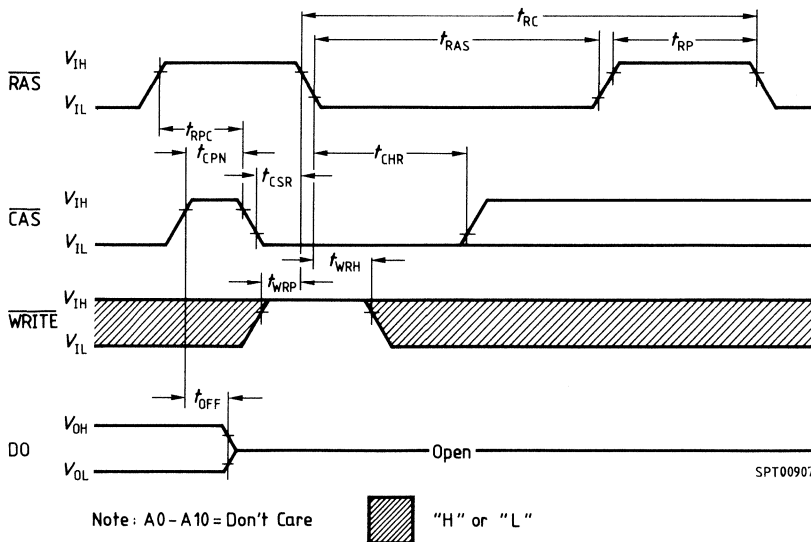 tRC
tRAS
tRP
RAS
VIH
VIL
tRPC
tCPN
tCSR
tCHR
CAS
VIH
VIL
tWRH
tWRP
WRITE
VIH
VIL
tOFF
DO
VOH
VOL
Open
SPT00907
Note: A0-A10 = Don't Care
"H" or "L"